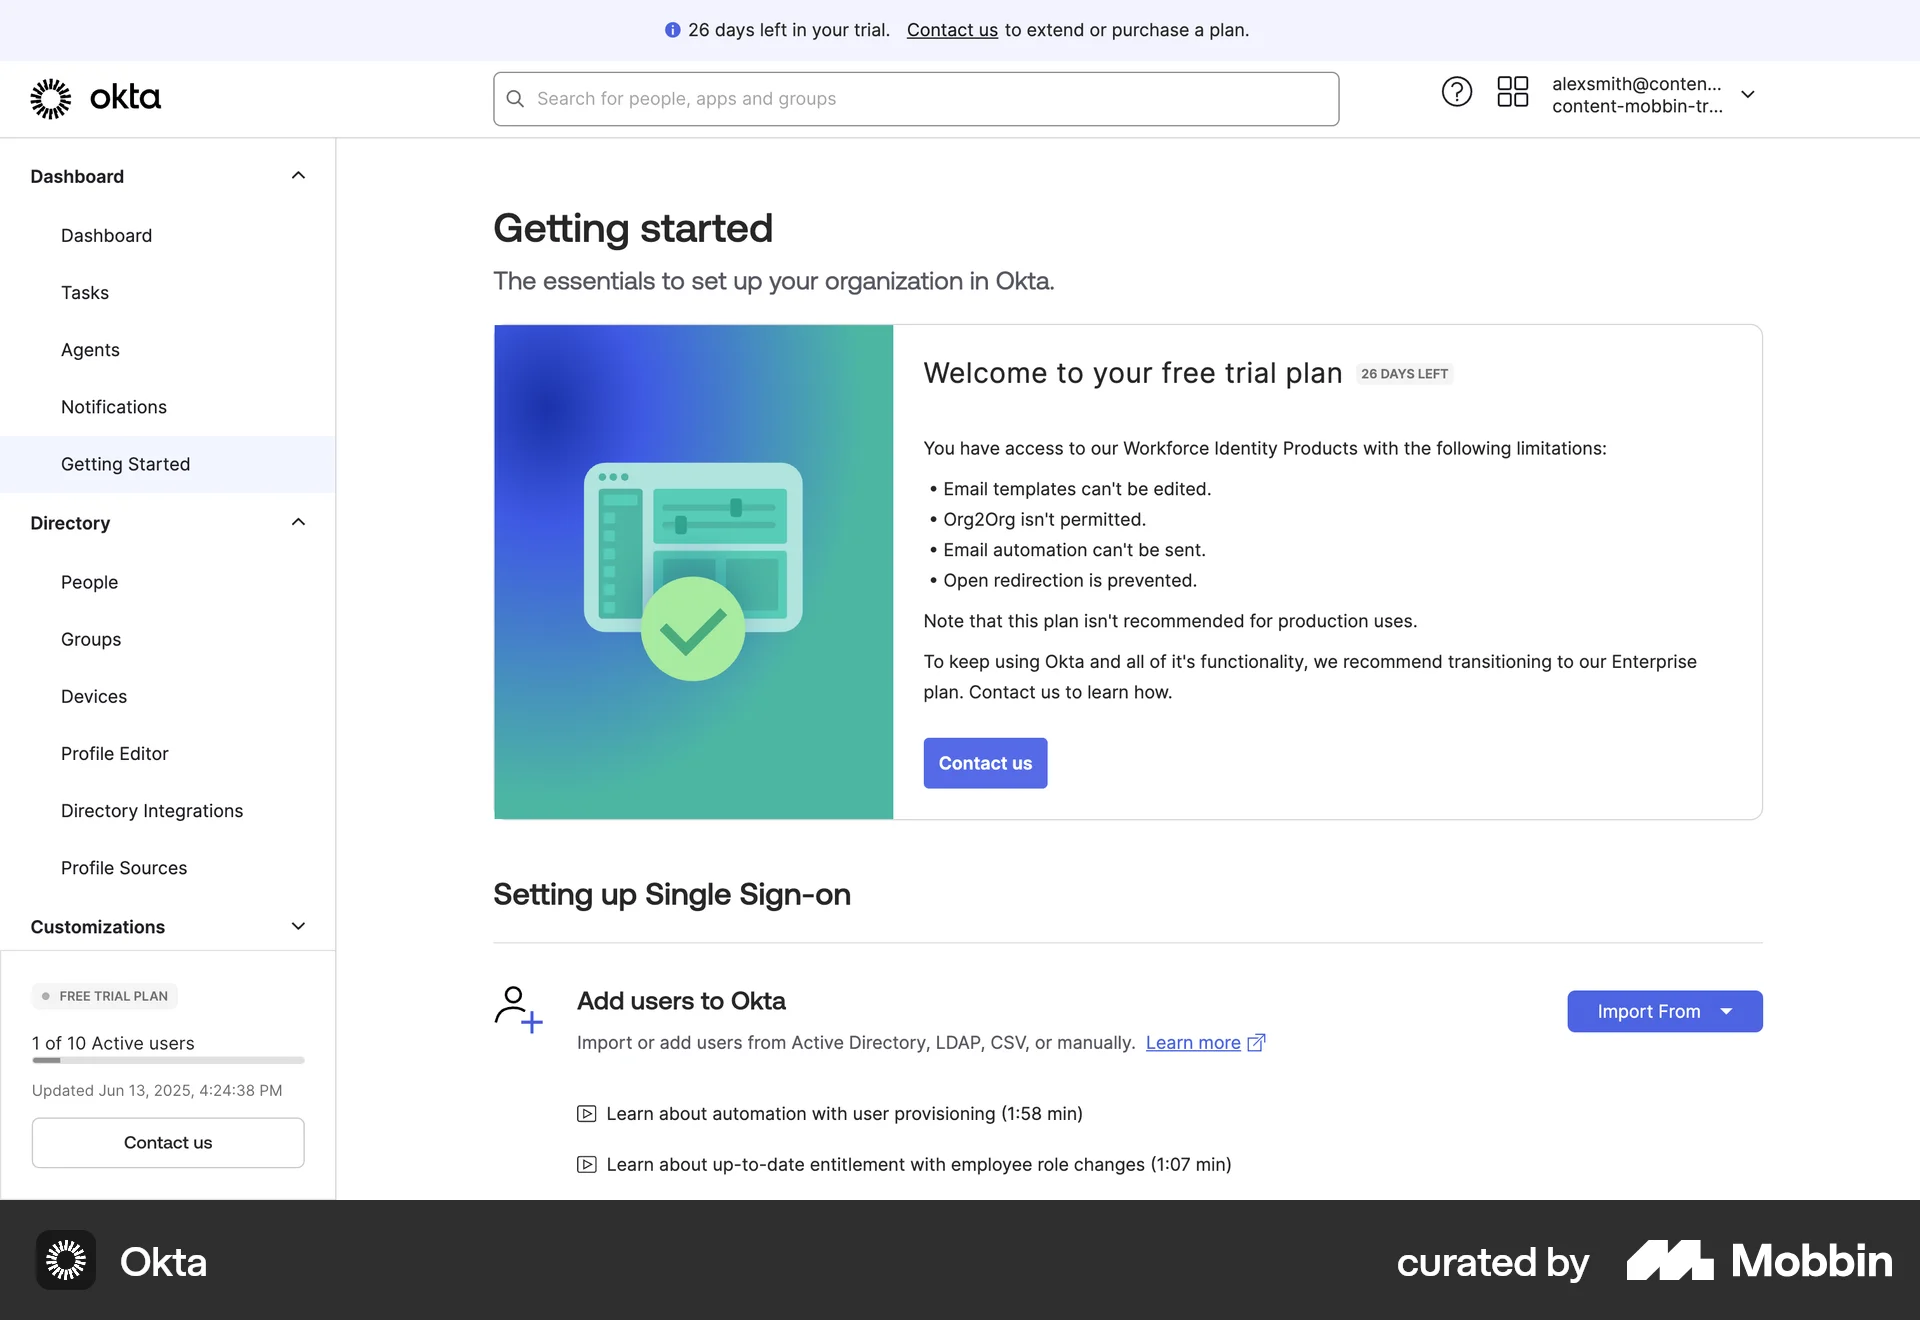 26 days left in your trial. Contact us to extend or purchase a plan.
okta
Search for people, apps and groups
alexsmith@conten...
content-mobbin-tr...
Dashboard
Dashboard
Tasks
Agents
Notifications
Getting Started
Directory
People
Groups
Devices
Profile Editor
Directory Integrations
Profile Sources
Customizations
FREE TRIAL PLAN
1 of 10 Active users
Updated Jun 13, 2025, 4:24:38 PM
Contact us
Getting started
The essentials to set up your organization in Okta.
Welcome to your free trial plan 26 DAYS LEFT
You have access to our Workforce Identity Products with the following limitations:
• Email templates can't be edited.
• Org2Org isn't permitted.
• Email automation can't be sent.
• Open redirection is prevented.
Note that this plan isn't recommended for production uses.
To keep using Okta and all of it's functionality, we recommend transitioning to our Enterprise
plan. Contact us to learn how.
Contact us
Setting up Single Sign-on
Add users to Okta
Import or add users from Active Directory, LDAP, CSV, or manually. Learn more
Import From
Learn about automation with user provisioning (1:58 min)
Learn about up-to-date entitlement with employee role changes (1:07 min)
Okta
curated by Mobbin